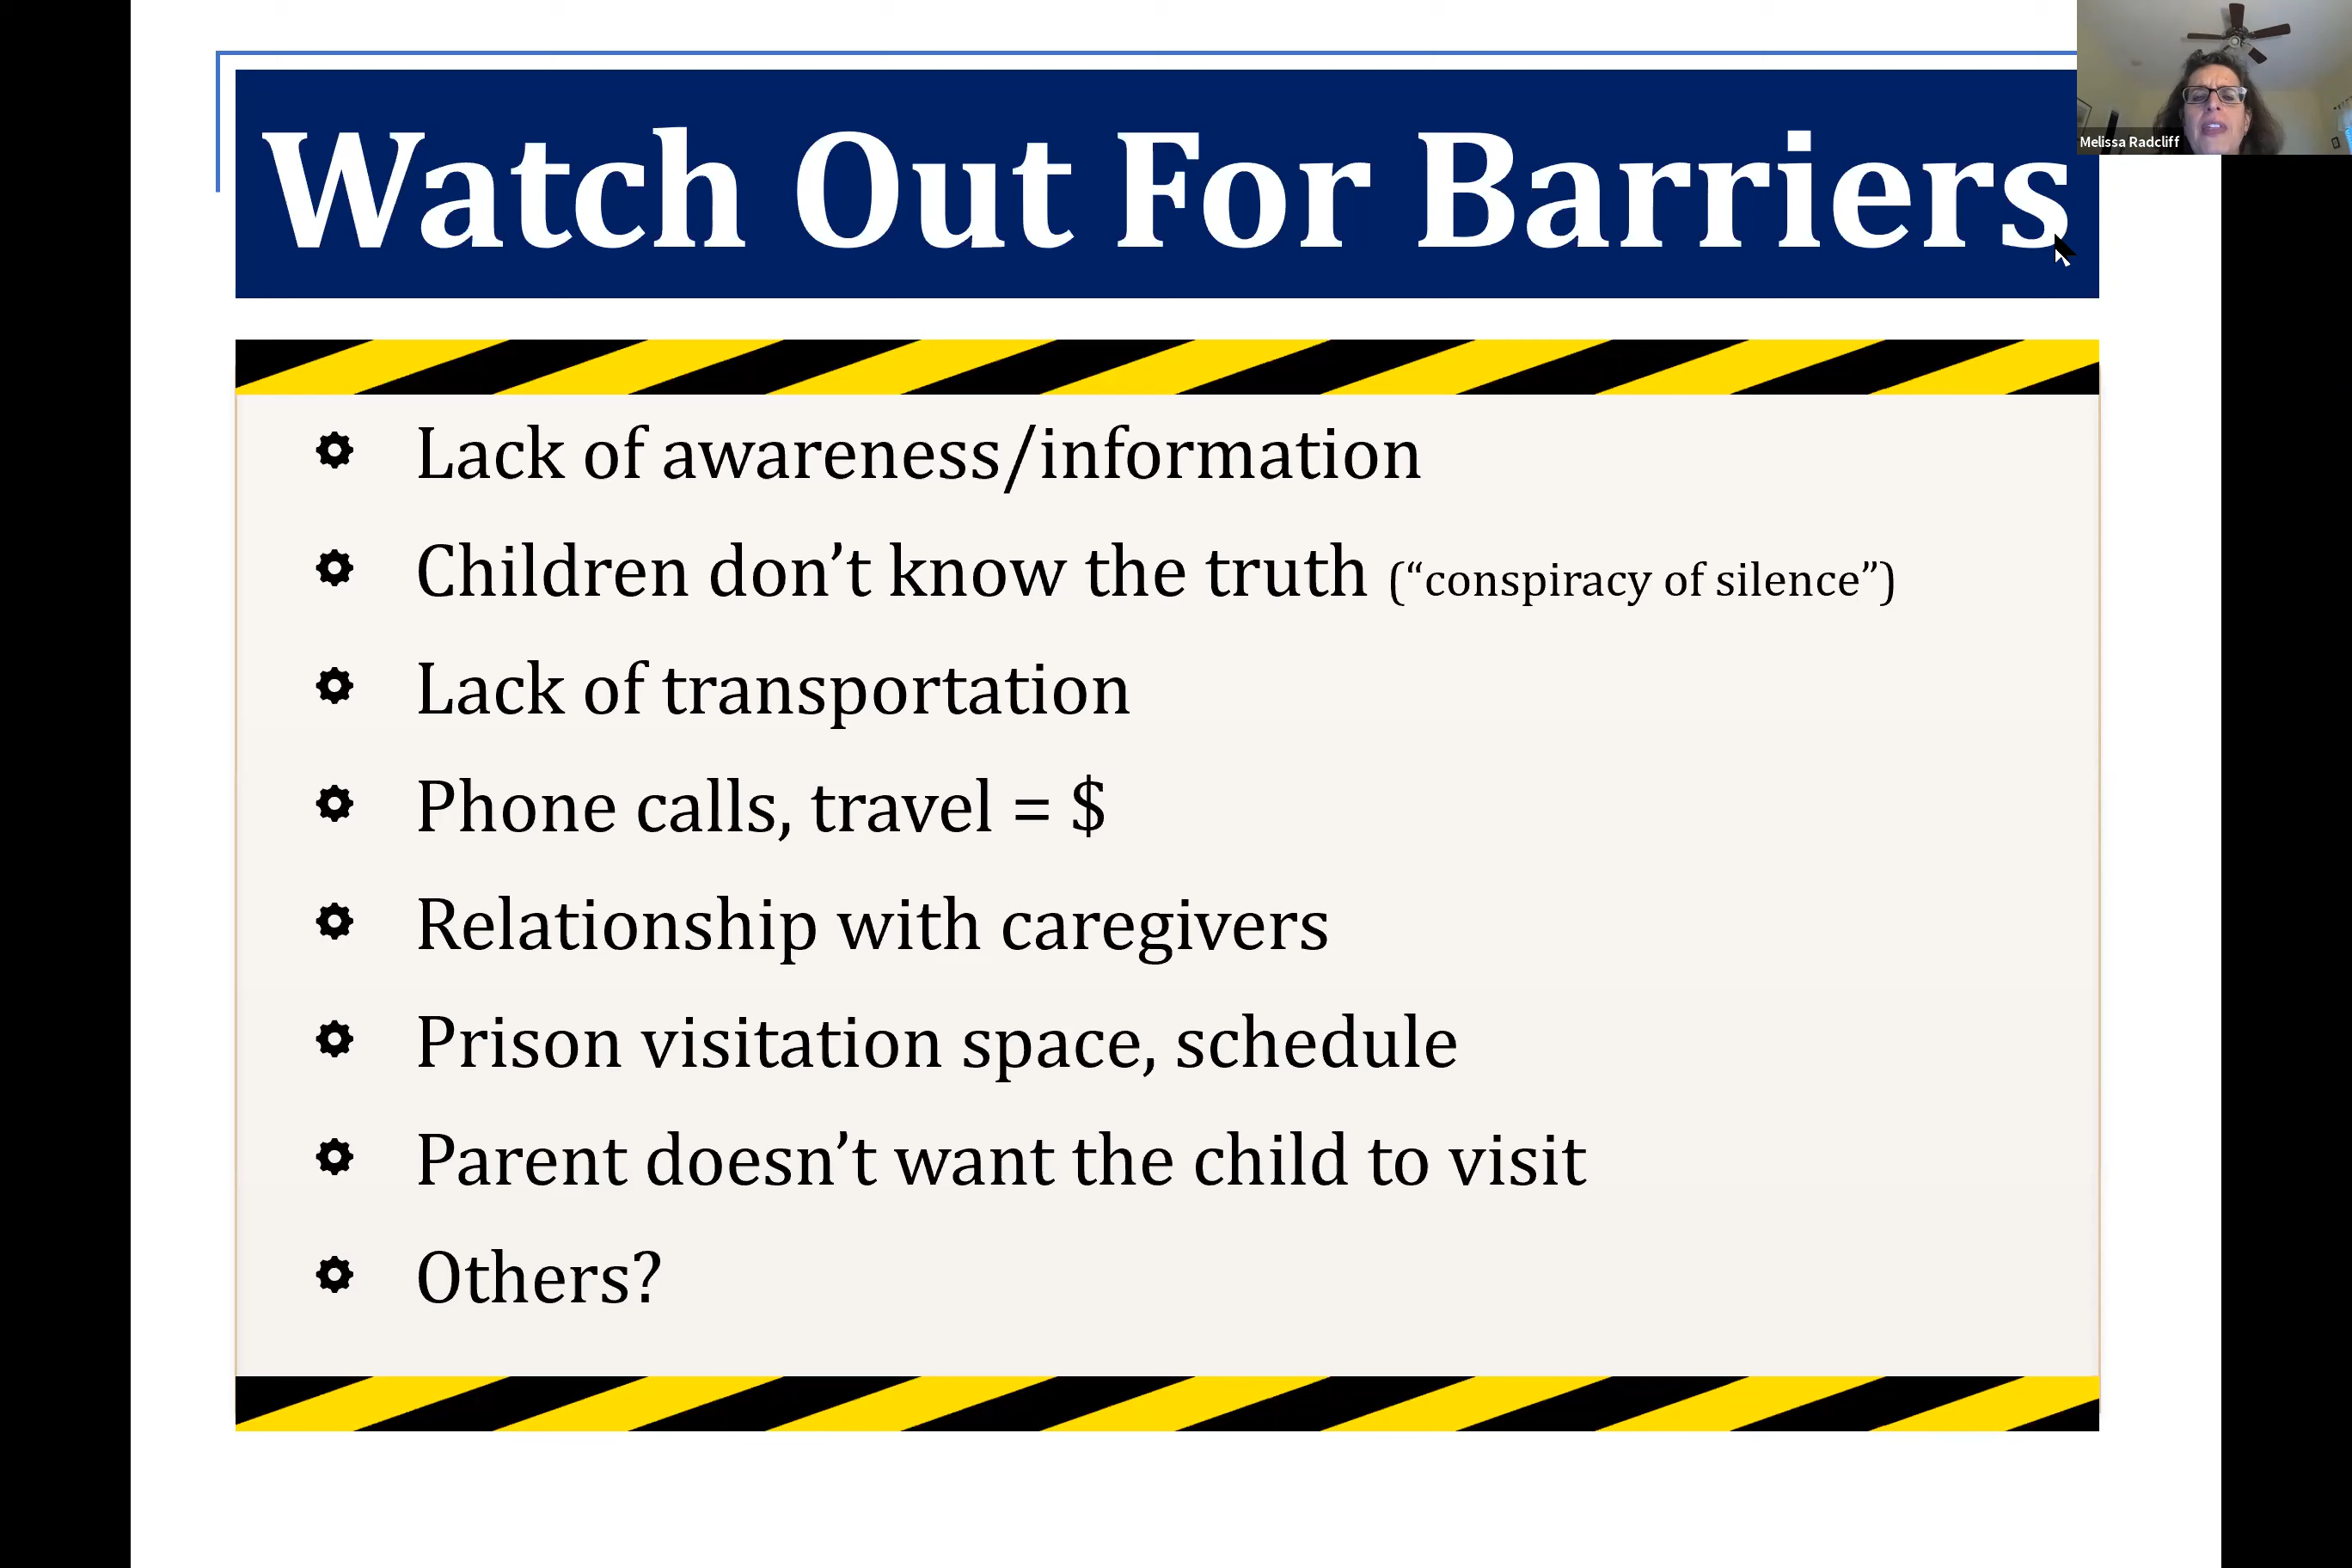 Watch Out For Barriers
Melissa Radcliff
Lack of awareness/information
Children don’t know the truth (“conspiracy of silence”)
Lack of transportation
Phone calls, travel = $
Relationship with caregivers
Prison visitation space, schedule
Parent doesn’t want the child to visit
Others?